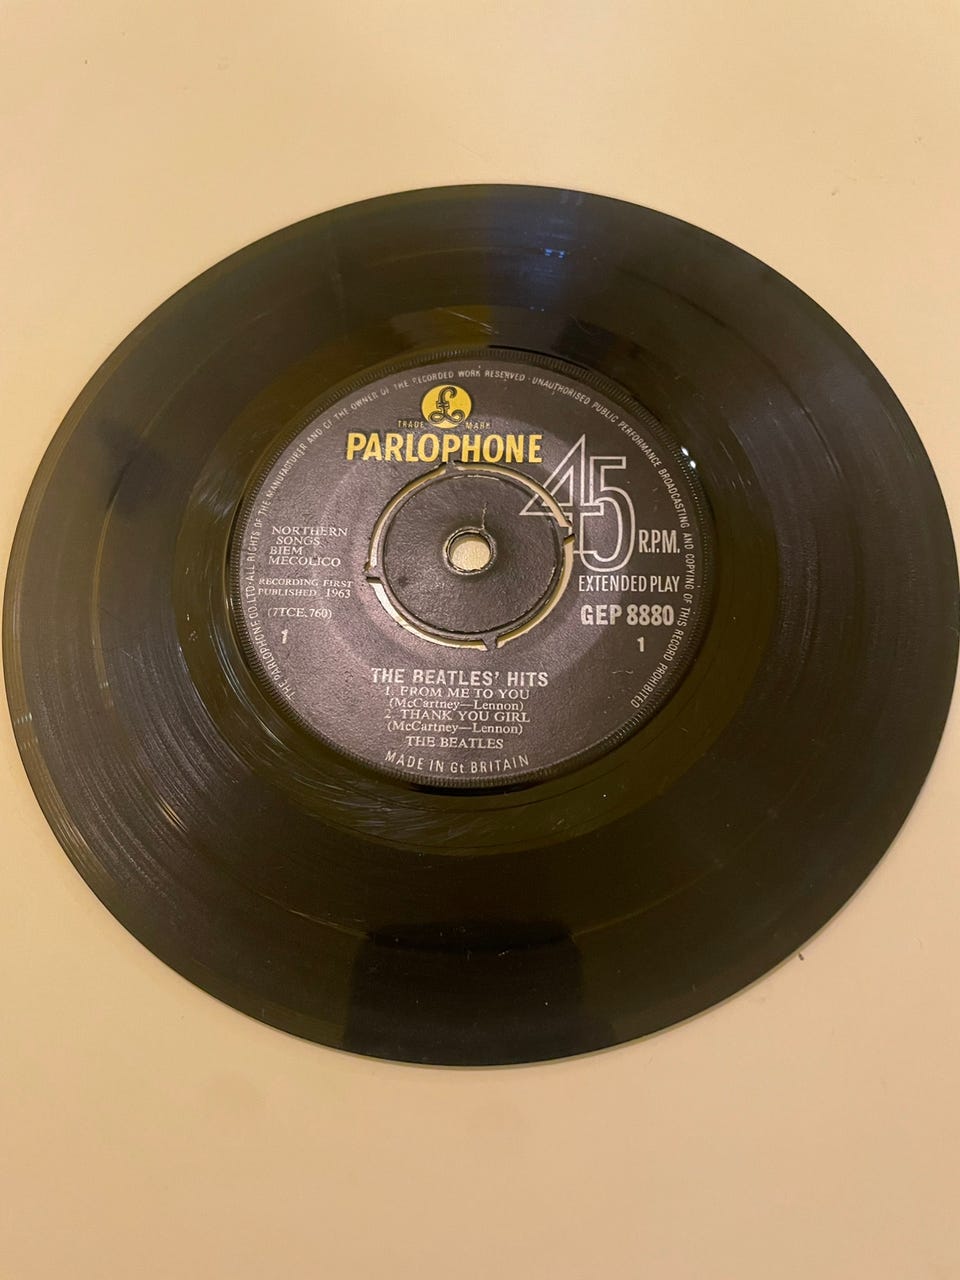 THE PARLOPHONE CO. LTD. ALL RIGHTS OF THE MANUFACTURER AND OF THE OWNER OF THE RECORDED WORK RESERVED · UNAUTHORISED PUBLIC PERFORMANCE BROADCASTING AND COPYING OF THIS RECORD PROHIBITED
£
TRADE MARK
PARLOPHONE
45
R.P.M.
EXTENDED PLAY
GEP 8880
1
NORTHERN
SONGS
BIEM
MECOLICO
RECORDING FIRST
PUBLISHED 1963
(7TCE.760)
1
THE BEATLES' HITS
1. FROM ME TO YOU
(McCartney—Lennon)
2. THANK YOU GIRL
(McCartney—Lennon)
THE BEATLES
MADE IN Gt. BRITAIN